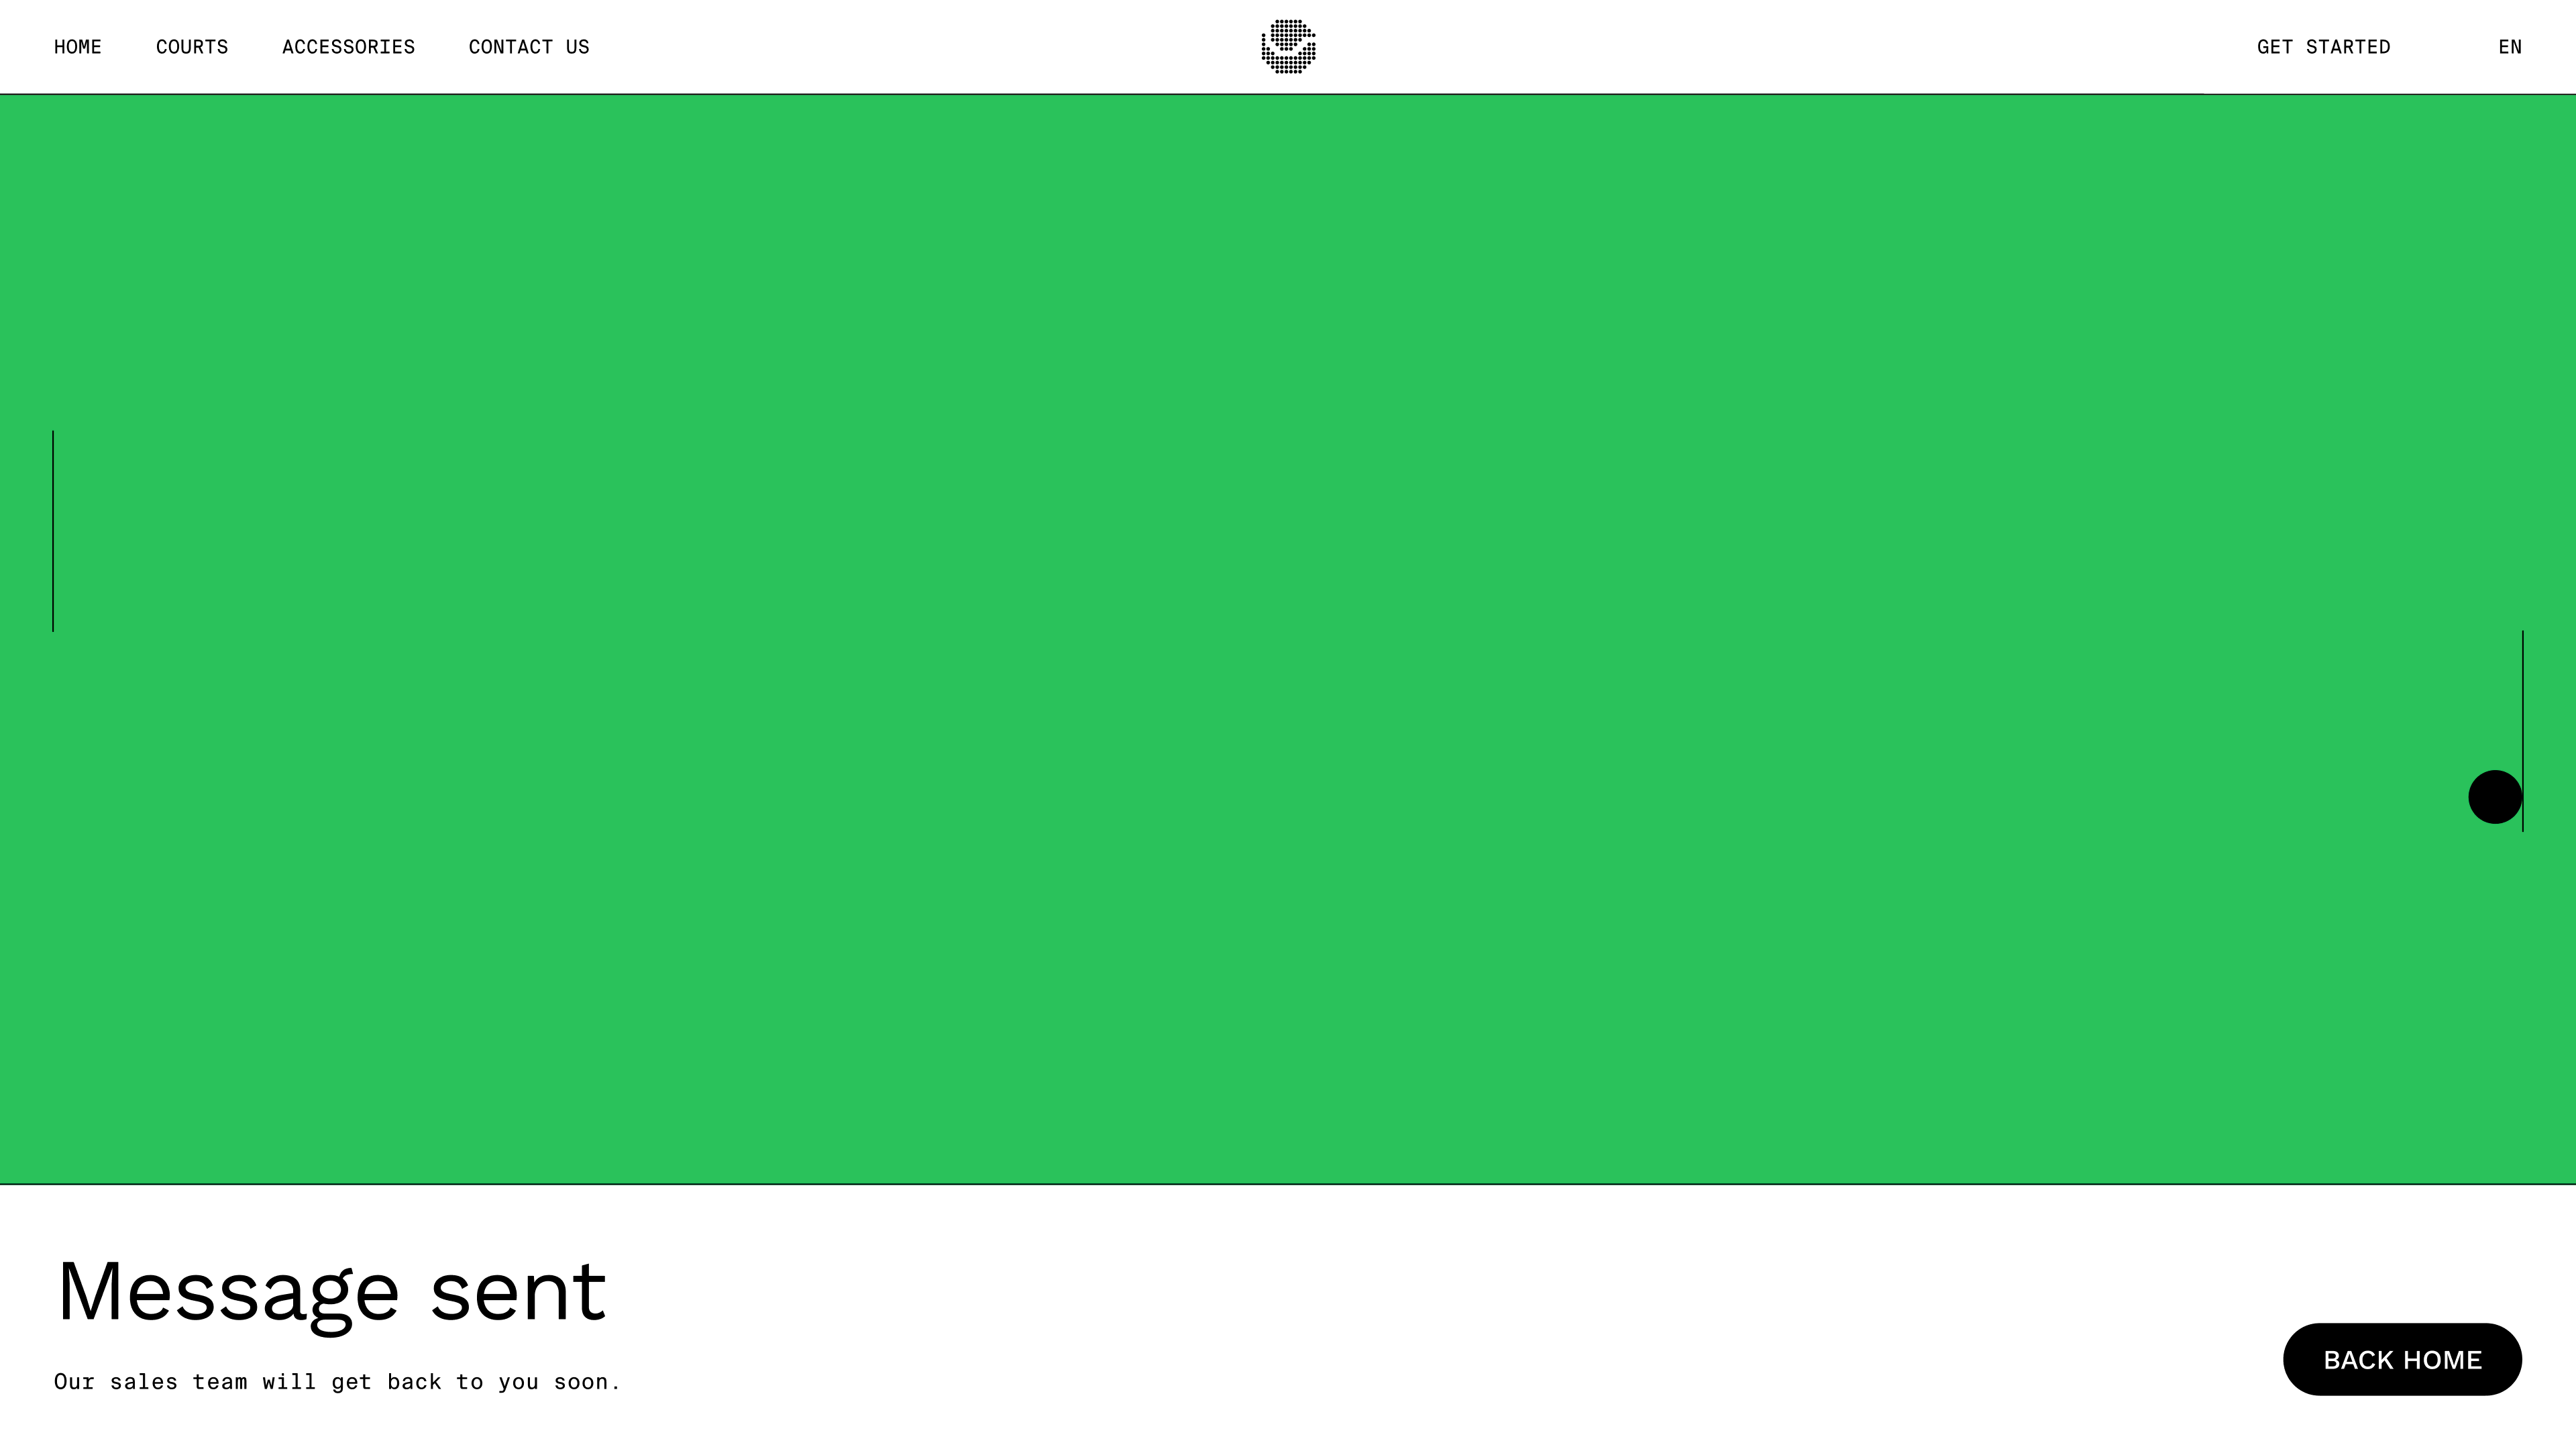 HOME COURTS ACCESSORIES CONTACT US GET STARTED EN
Message sent
Our sales team will get back to you soon.
BACK HOME